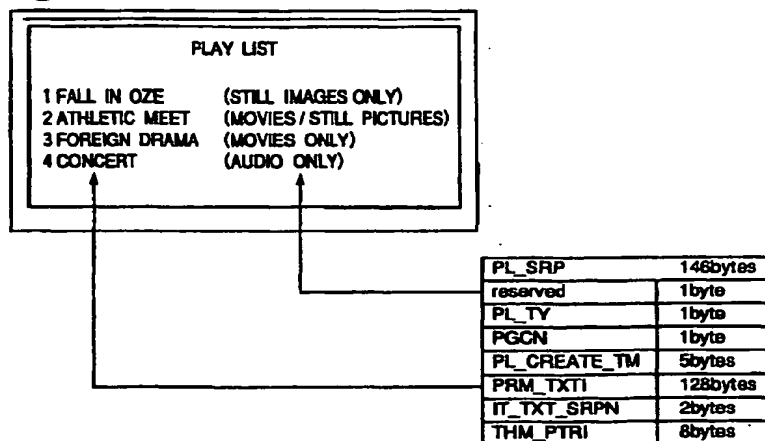 PLAY LIST
1 FALL IN OZE (STILL IMAGES ONLY)
2 ATHLETIC MEET (MOVIES / STILL PICTURES)
3 FOREIGN DRAMA (MOVIES ONLY)
4 CONCERT (AUDIO ONLY)
PL_SRP 146bytes
reserved 1byte
PL_TY 1byte
PGCN 1byte
PL_CREATE_TM 5bytes
PRM_TXTI 128bytes
IT_TXT_SRPN 2bytes
THM_PTRI 8bytes